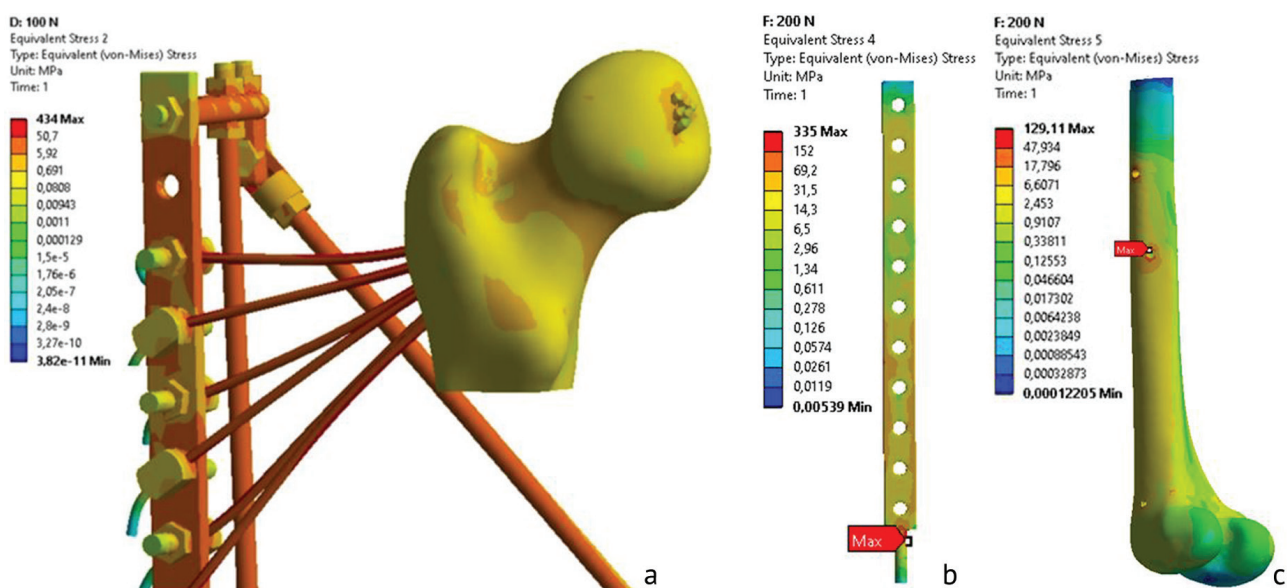 D: 100 N
Equivalent Stress 2
Type: Equivalent (von-Mises) Stress
Unit: MPa
Time: 1
434 Max
50,7
5,92
0,691
0,0808
0,00943
0,0011
0,000129
1,5e-5
1,76e-6
2,05e-7
2,4e-8
2,8e-9
3,27e-10
3,82e-11 Min
a
F: 200 N
Equivalent Stress 4
Type: Equivalent (von-Mises) Stress
Unit: MPa
Time: 1
335 Max
152
69,2
31,5
14,3
6,5
2,96
1,34
0,611
0,278
0,126
0,0574
0,0261
0,0119
0,00539 Min
Max
b
F: 200 N
Equivalent Stress 5
Type: Equivalent (von-Mises) Stress
Unit: MPa
Time: 1
129,11 Max
47,934
17,796
6,6071
2,453
0,9107
0,33811
0,12553
0,046604
0,017302
0,0064238
0,0023849
0,00088543
0,00032873
0,00012205 Min
Max
c